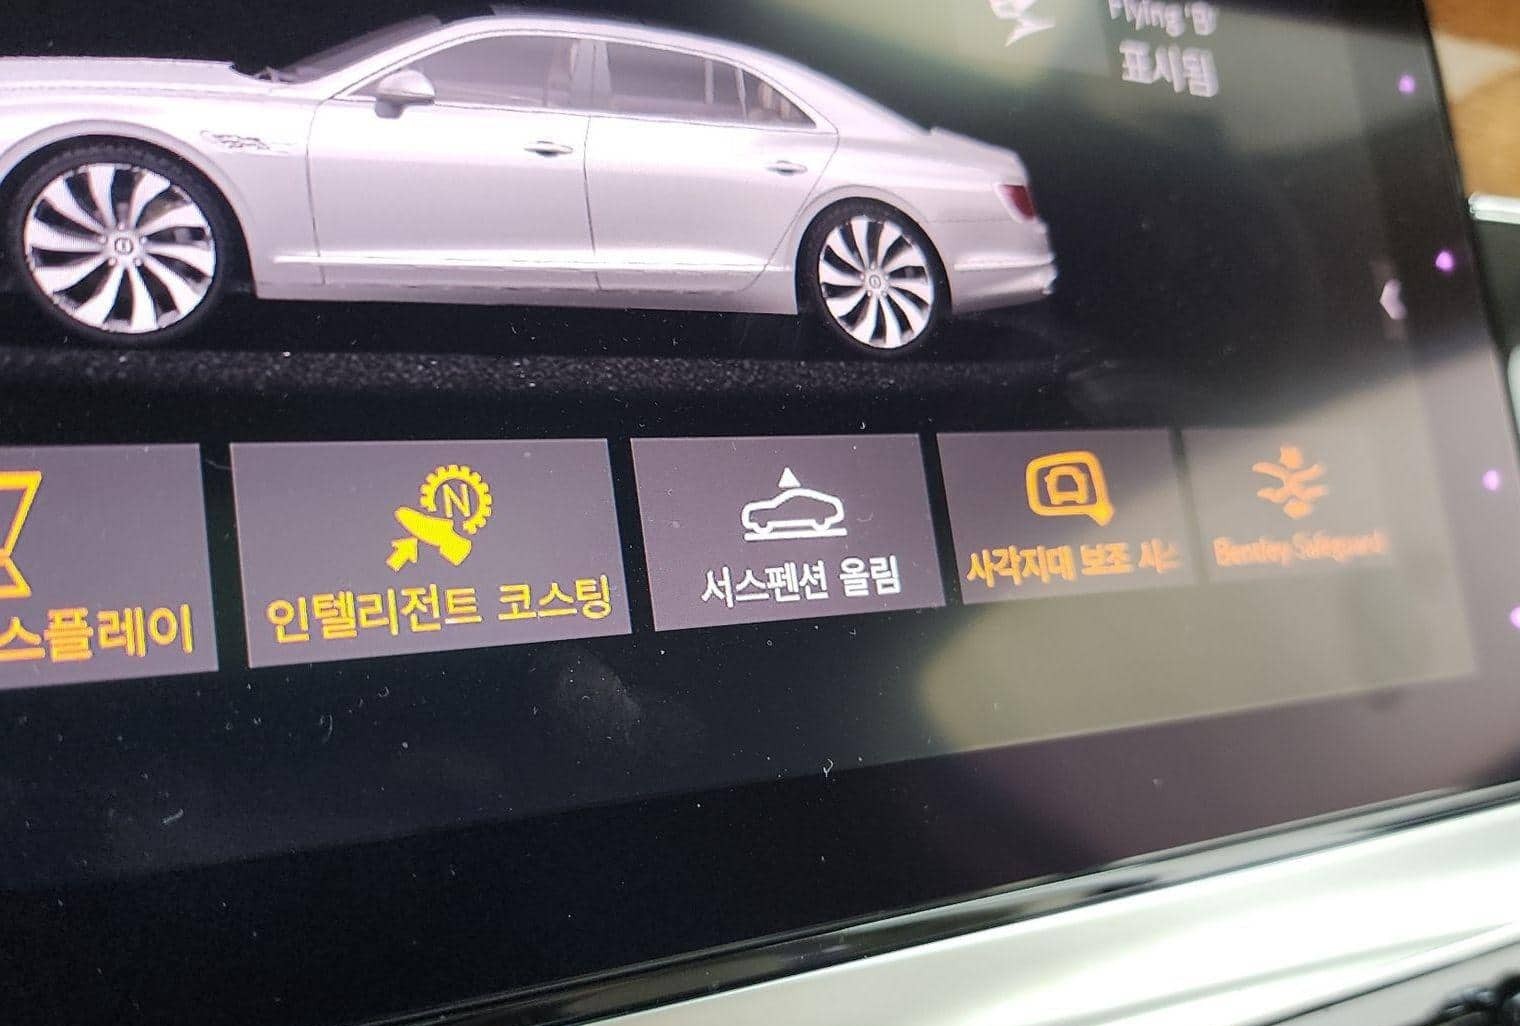 Flying 'B'
표시됨
스플레이
인텔리전트 코스팅
서스펜션 올림
사각지대 보조 시스
Bentley Safeguard